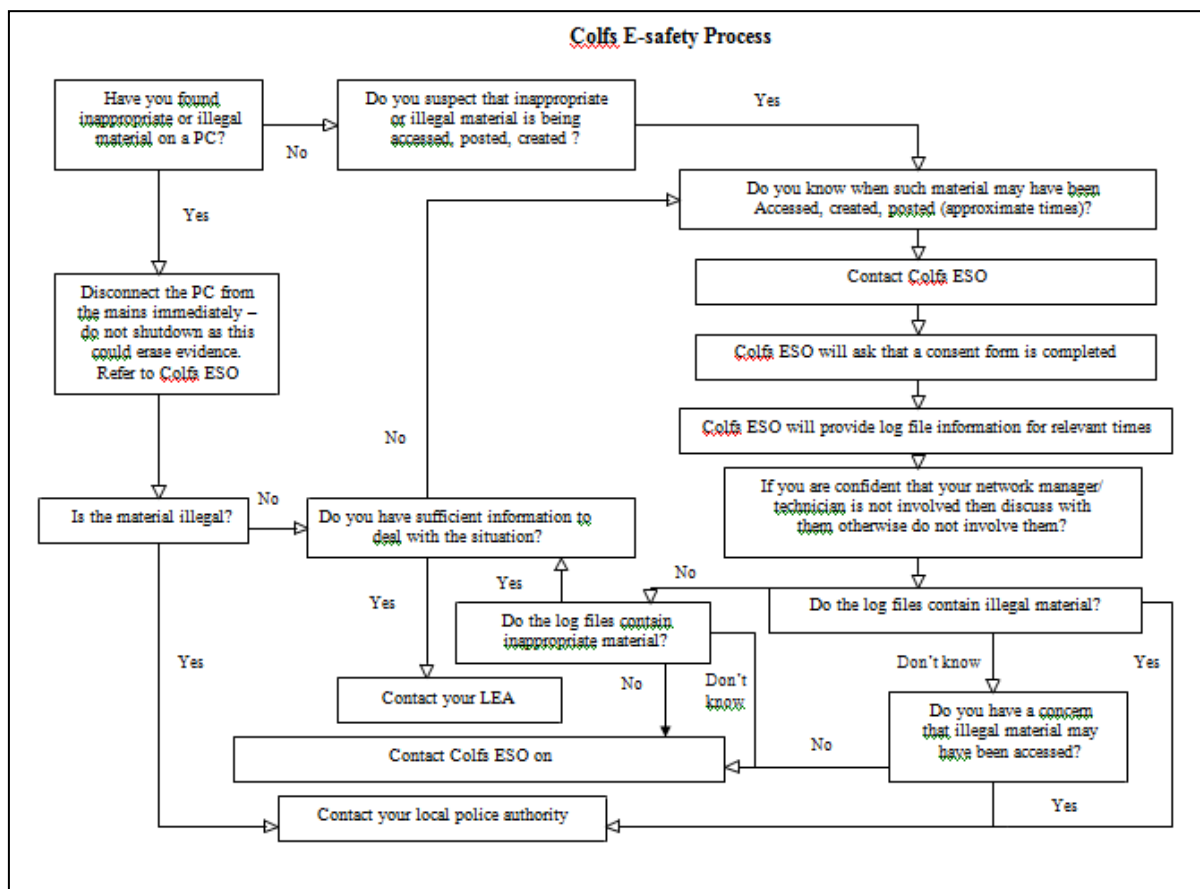 Colfs E-safety Process
Have you found
inappropriate or illegal
material on a PC?
No
Do you suspect that inappropriate
or illegal material is being
accessed, posted, created ?
Yes
Yes
Do you know when such material may have been
Accessed, created, posted (approximate times)?
Disconnect the PC from
the mains immediately –
do not shutdown as this
could erase evidence.
Refer to Colfs ESO
Contact Colfs ESO
Colfs ESO will ask that a consent form is completed
Colfs ESO will provide log file information for relevant times
No
If you are confident that your network manager/
technician is not involved then discuss with
them otherwise do not involve them?
Is the material illegal?
No
Do you have sufficient information to
deal with the situation?
Yes
Yes
No
Do the log files contain illegal material?
Do the log files contain
inappropriate material?
Yes
Don't know
Yes
Contact your LEA
No
Don't
know
Do you have a concern
that illegal material may
have been accessed?
Contact Colfs ESO on
No
Contact your local police authority
Yes